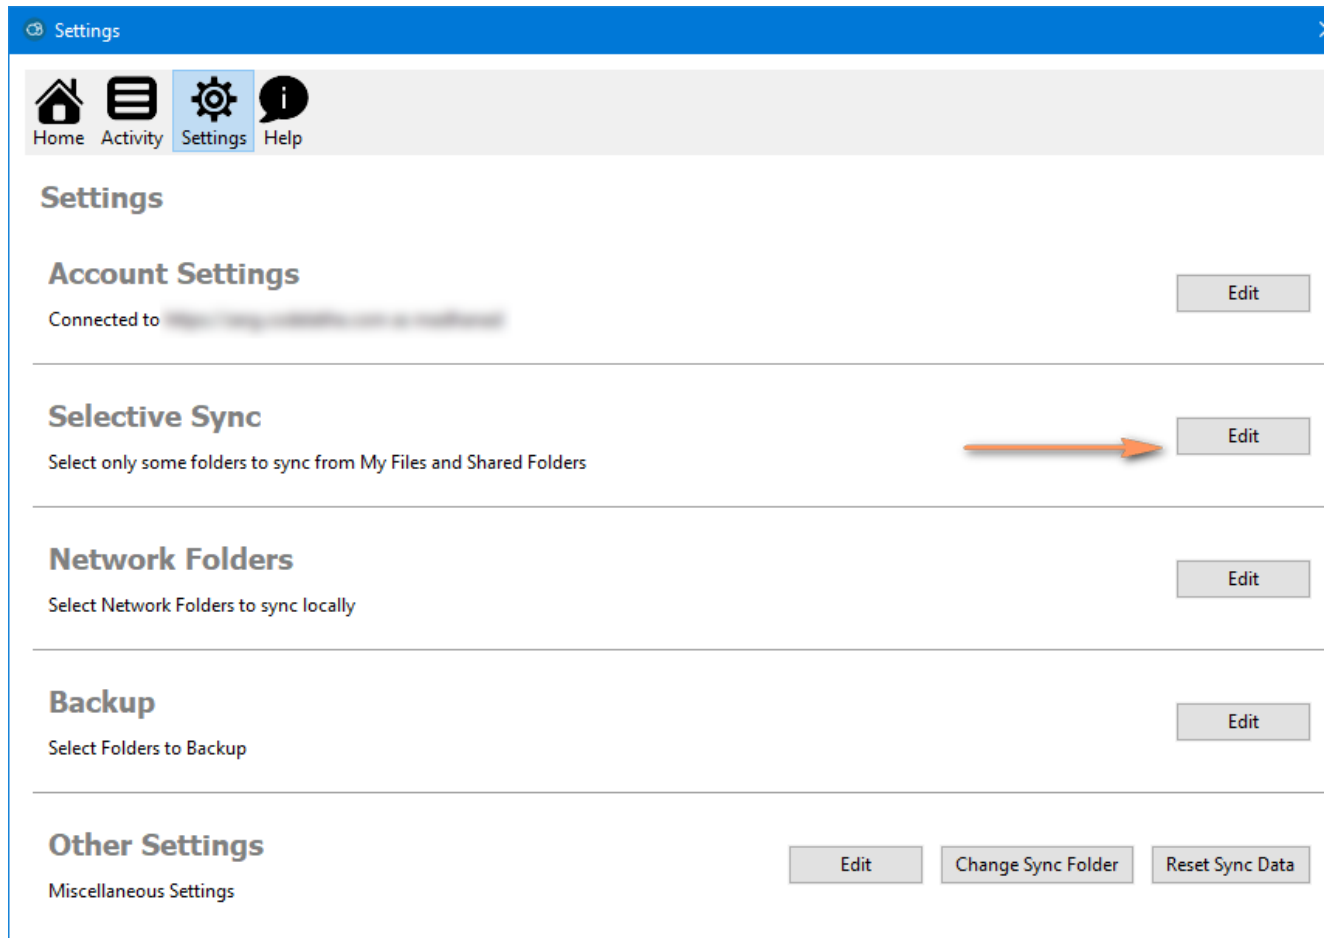 Settings
Home Activity Settings Help
Settings
Account Settings
Edit
Connected to
Selective Sync
Edit
Select only some folders to sync from My Files and Shared Folders
Network Folders
Edit
Select Network Folders to sync locally
Backup
Edit
Select Folders to Backup
Other Settings
Edit Change Sync Folder Reset Sync Data
Miscellaneous Settings